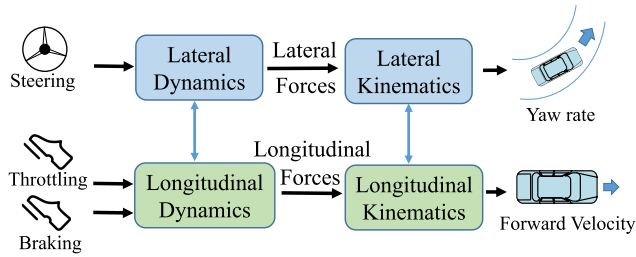 Steering
Lateral
Dynamics
Lateral
Forces
Lateral
Kinematics
Yaw rate
Throttling
Braking
Longitudinal
Dynamics
Longitudinal
Forces
Longitudinal
Kinematics
Forward Velocity